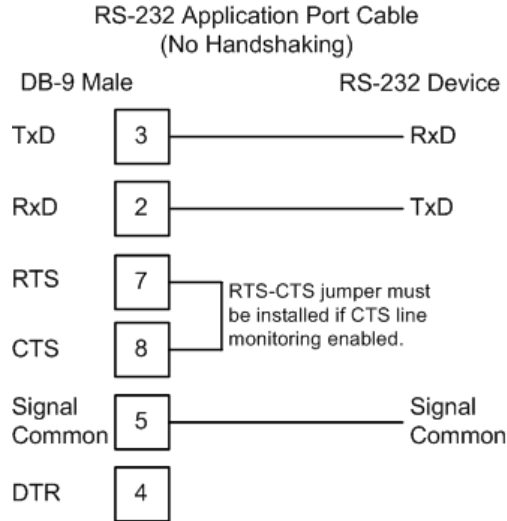 RS-232 Application Port Cable
(No Handshaking)
DB-9 Male RS-232 Device
TxD 3 RxD
RxD 2 TxD
RTS 7
RTS-CTS jumper must
be installed if CTS line
monitoring enabled.
CTS 8
Signal
Common 5 Signal
Common
DTR 4